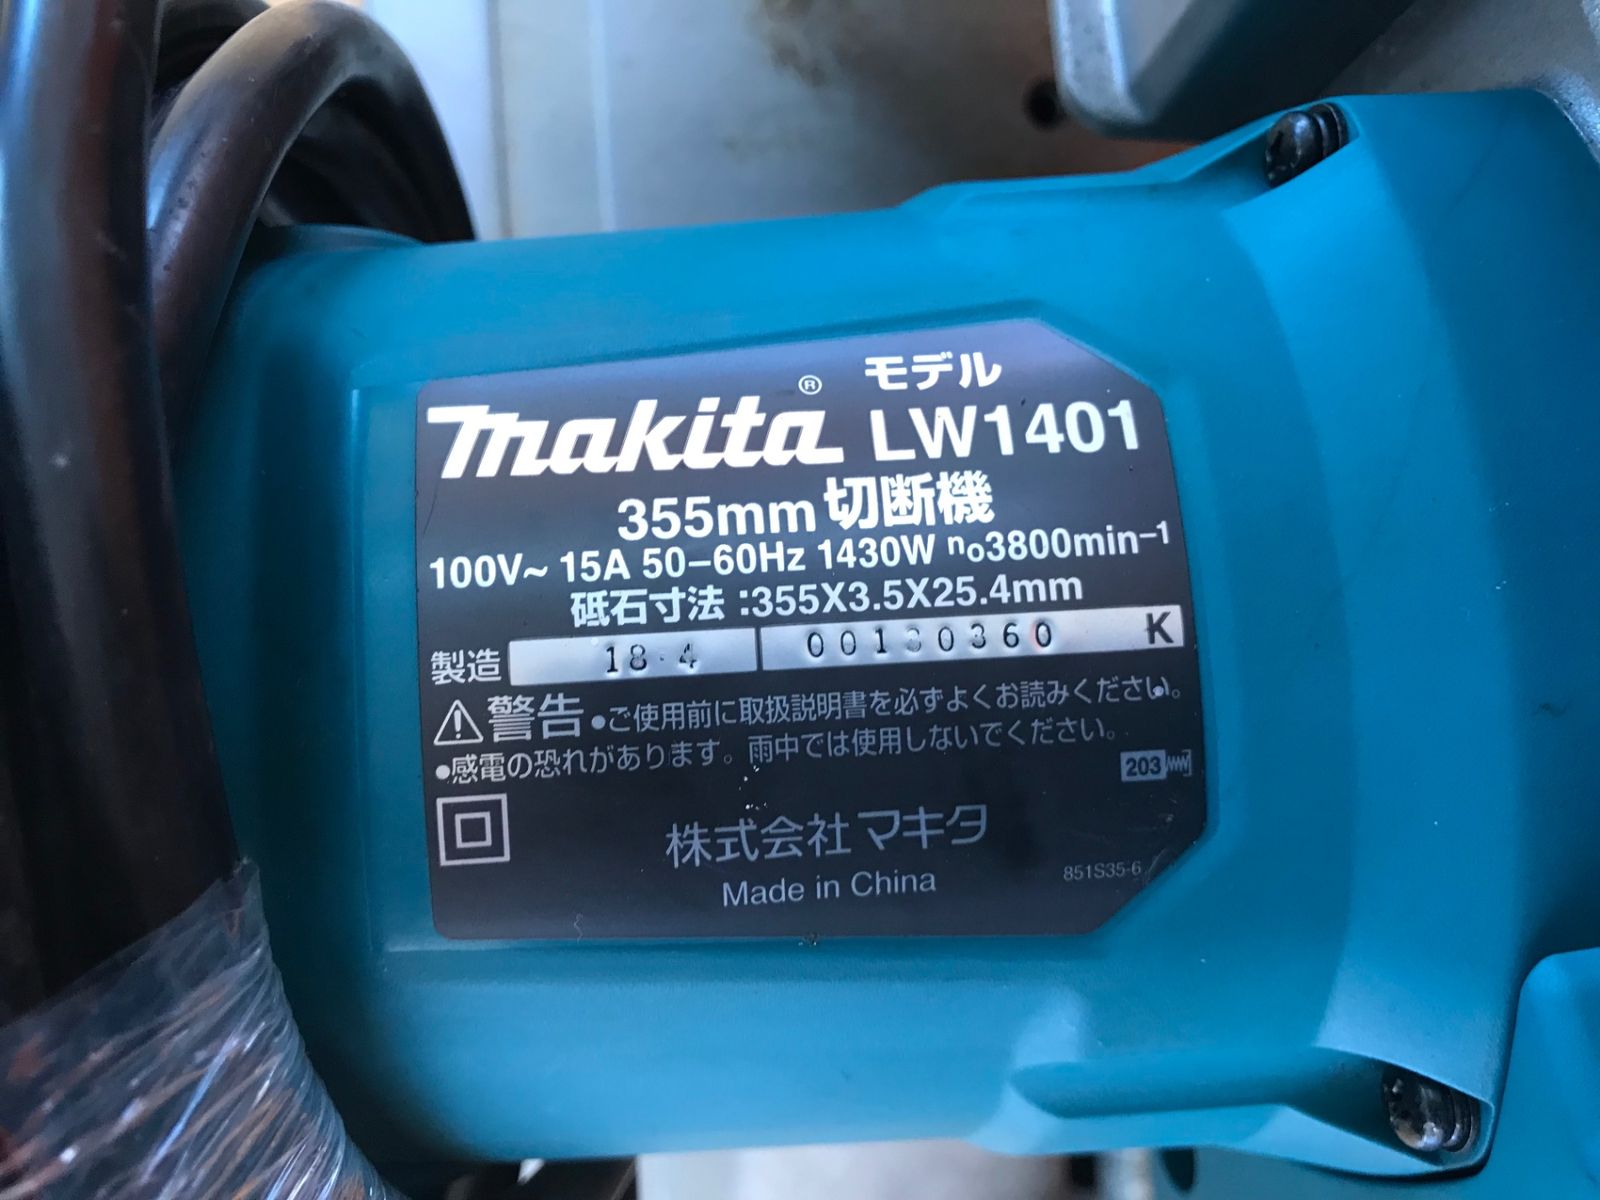 makita® モデル LW1401
355mm 切断機
100V~ 15A 50-60Hz 1430W n₀3800min⁻¹
砥石寸法 :355X3.5X25.4mm
製造 18・4 K
警告 ●ご使用前に取扱説明書を必ずよくお読みください。
●感電の恐れがあります。雨中では使用しないでください。
203
株式会社マキタ
Made in China
851S35-6